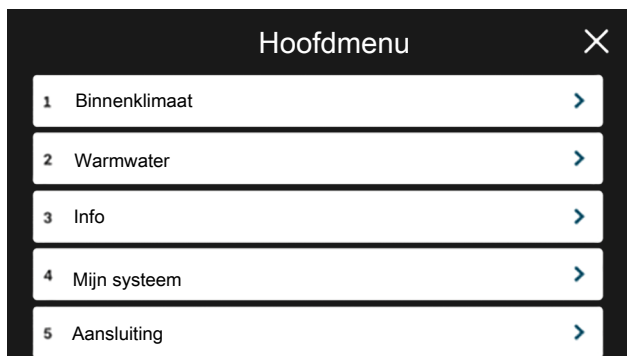 Hoofdmenu
1 Binnenklimaat
2 Warmwater
3 Info
4 Mijn systeem
5 Aansluiting